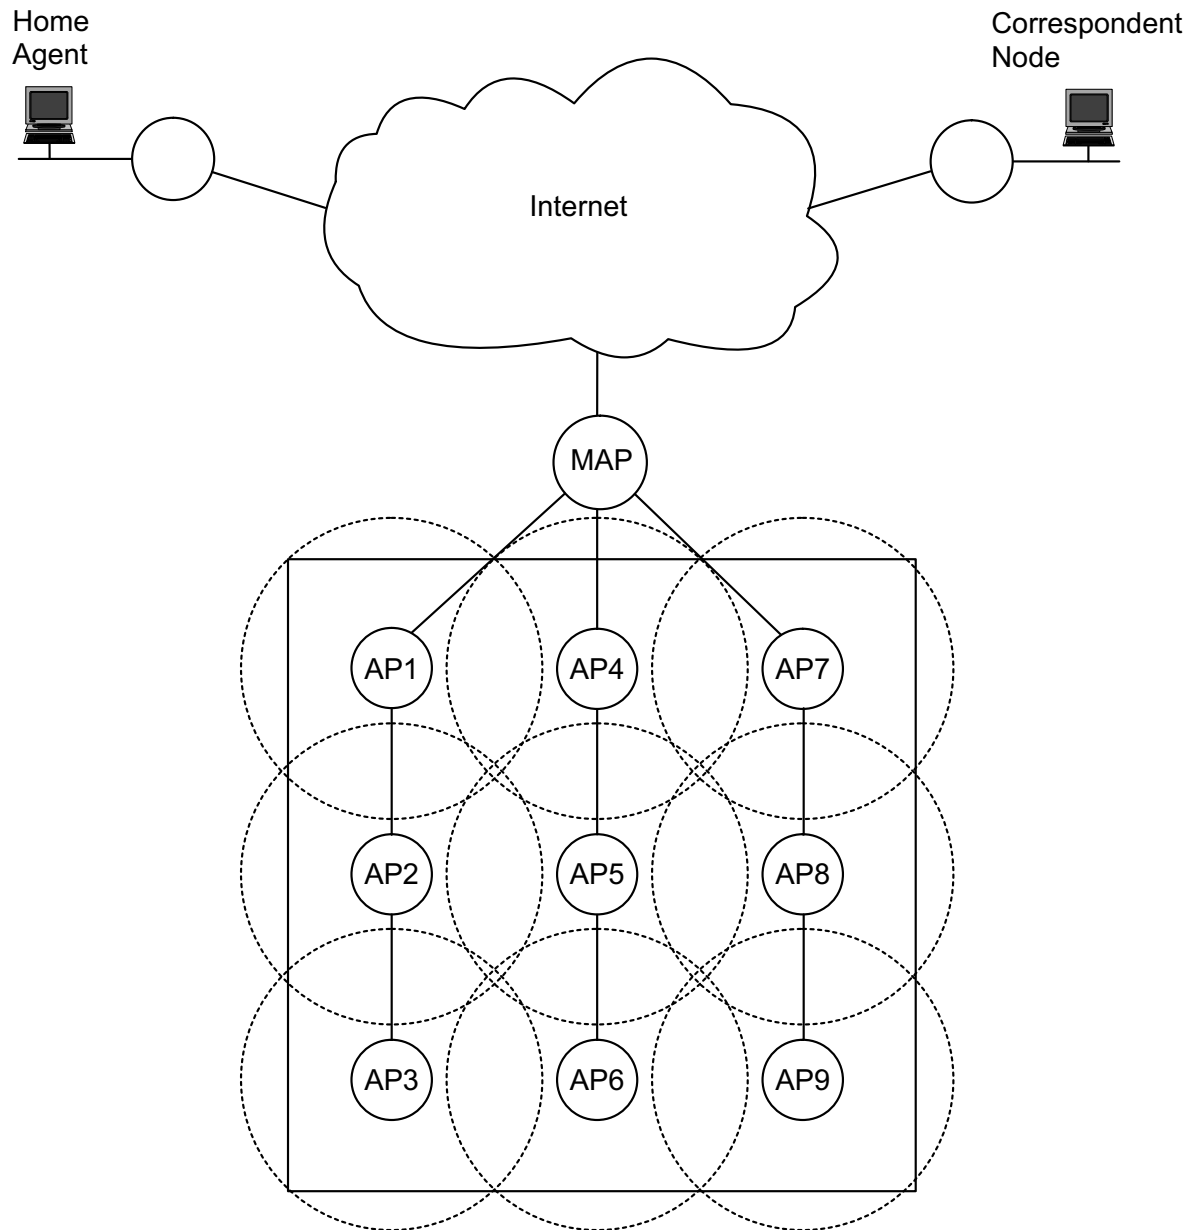 Home
Agent
Correspondent
Node
Internet
MAP
AP1
AP4
AP7
AP2
AP5
AP8
AP3
AP6
AP9